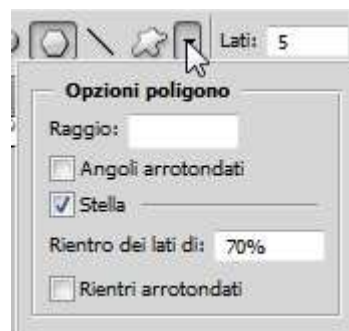 Lati: 5
Opzioni poligono
Raggio:
Angoli arrotondati
Stella
Rientro dei lati di: 70%
Rientri arrotondati